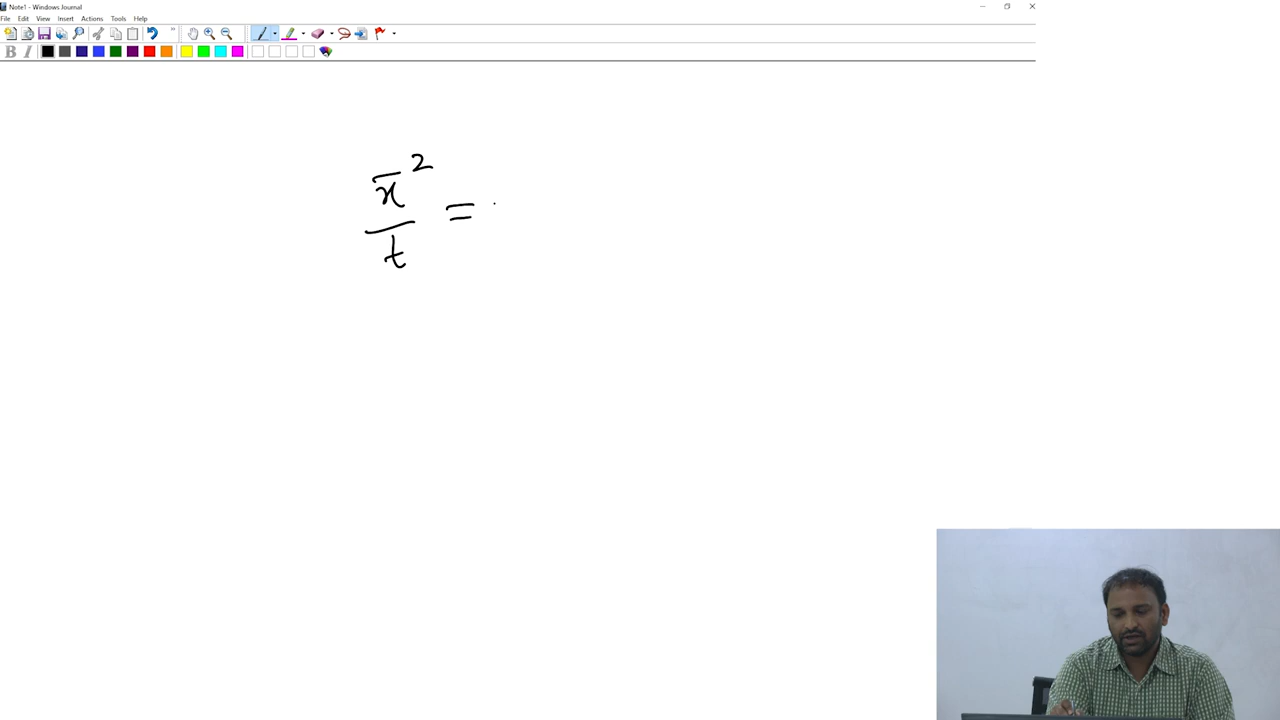 Note1 - Windows Journal
File Edit View Insert Actions Tools Help
B I
x̄²
t
=